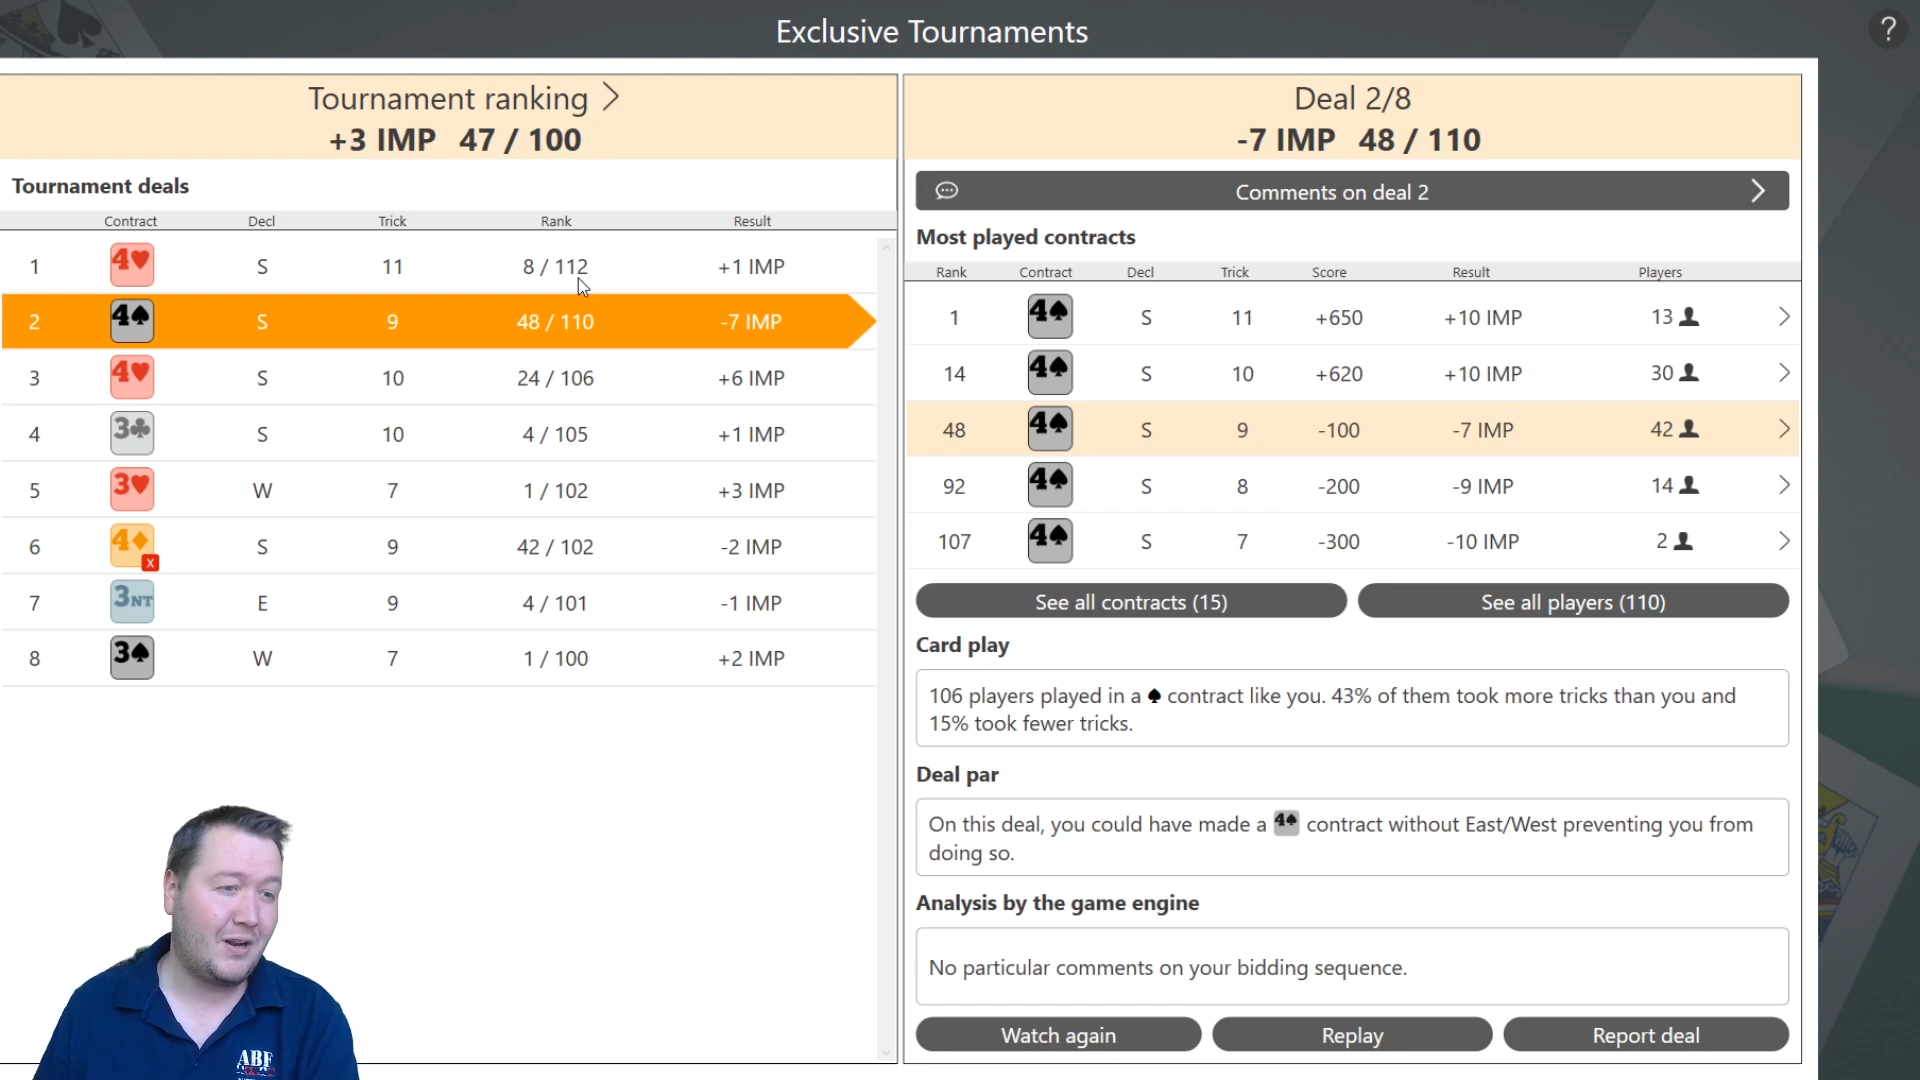 Exclusive Tournaments
?
Tournament ranking >
+3 IMP 47 / 100
Tournament deals
Contract Decl Trick Rank Result
1 4♥ S 11 8 / 112 +1 IMP
2 4♠ S 9 48 / 110 -7 IMP
3 4♥ S 10 24 / 106 +6 IMP
4 3♣ S 10 4 / 105 +1 IMP
5 3♥ W 7 1 / 102 +3 IMP
6 4♦ X S 9 42 / 102 -2 IMP
7 3NT E 9 4 / 101 -1 IMP
8 3♠ W 7 1 / 100 +2 IMP
ABF
Deal 2/8
-7 IMP 48 / 110
Comments on deal 2
Most played contracts
Rank Contract Decl Trick Score Result Players
1 4♠ S 11 +650 +10 IMP 13
14 4♠ S 10 +620 +10 IMP 30
48 4♠ S 9 -100 -7 IMP 42
92 4♠ S 8 -200 -9 IMP 14
107 4♠ S 7 -300 -10 IMP 2
See all contracts (15) See all players (110)
Card play
106 players played in a ♠ contract like you. 43% of them took more tricks than you and
15% took fewer tricks.
Deal par
On this deal, you could have made a 4♠ contract without East/West preventing you from
doing so.
Analysis by the game engine
No particular comments on your bidding sequence.
Watch again Replay Report deal